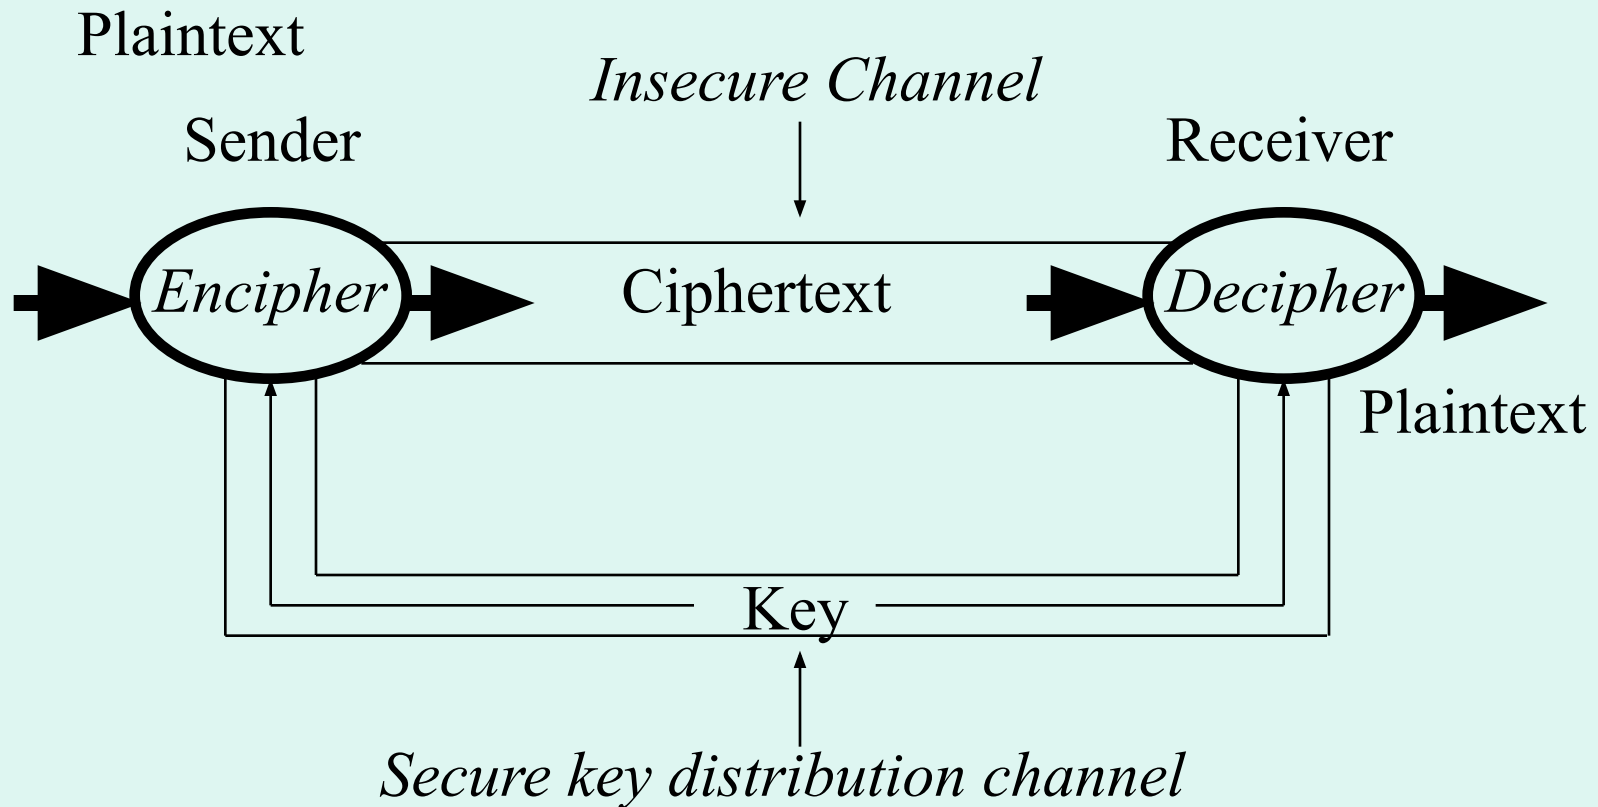 Plaintext
Insecure Channel
Sender
Receiver
Encipher
Ciphertext
Decipher
Plaintext
Key
Secure key distribution channel